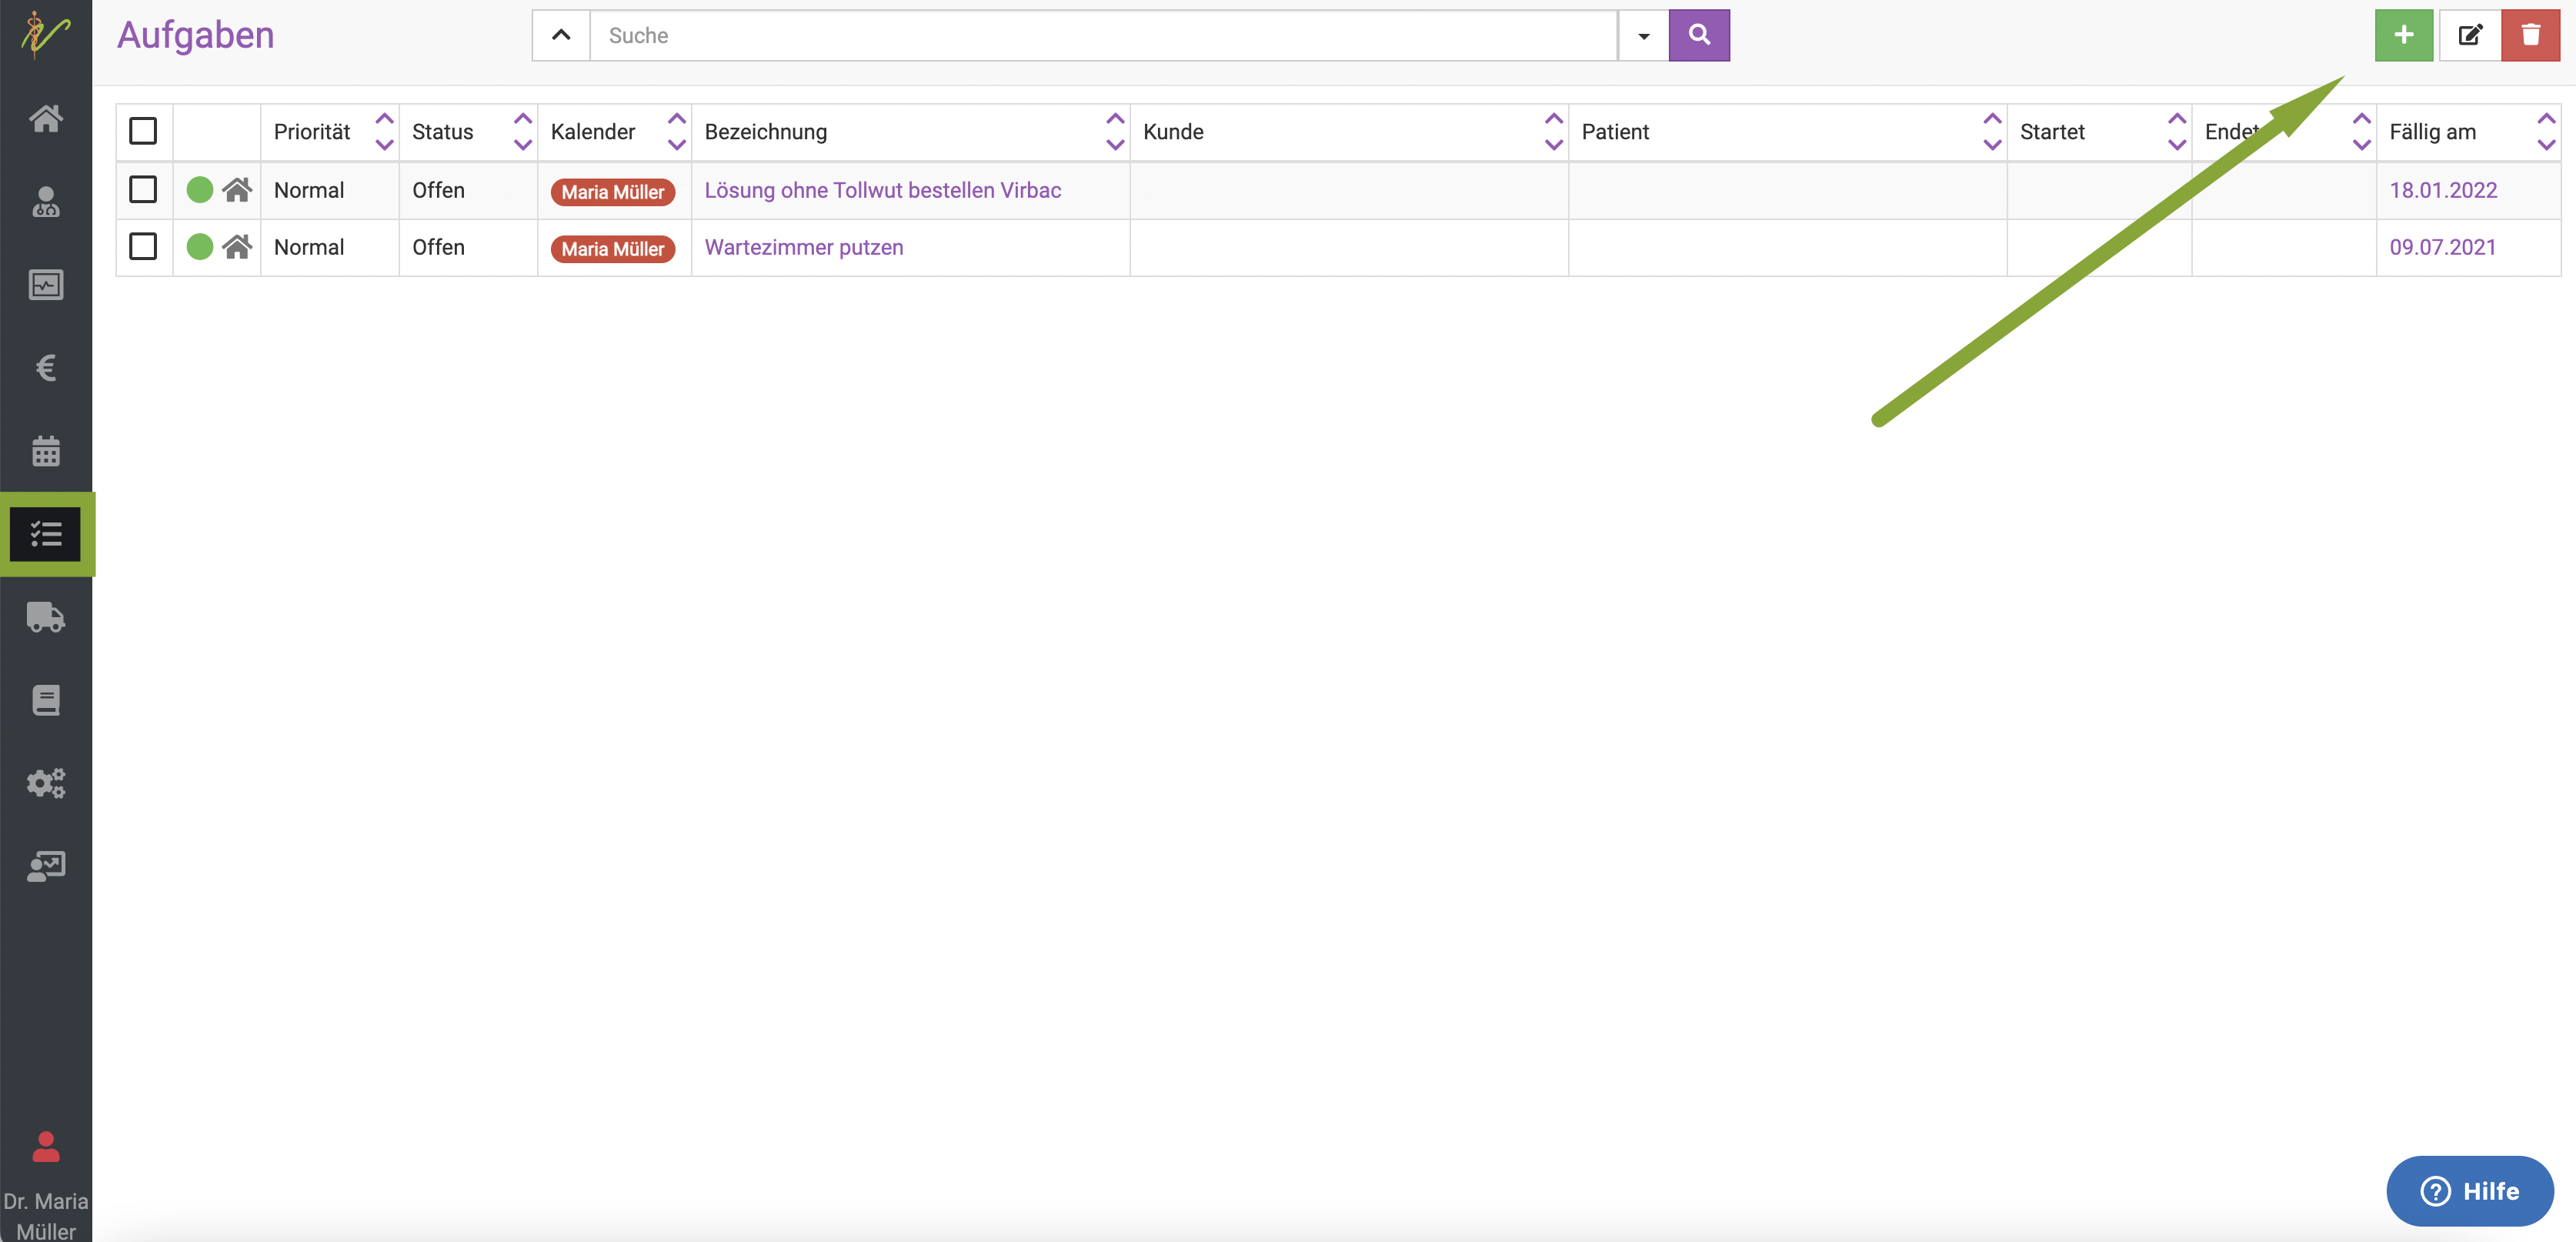 Aufgaben
Suche
Priorität Status Kalender Bezeichnung Kunde Patient Startet Endet Fällig am
Normal Offen Maria Müller Lösung ohne Tollwut bestellen Virbac 18.01.2022
Normal Offen Maria Müller Wartezimmer putzen 09.07.2021
Dr. Maria
Müller
Hilfe